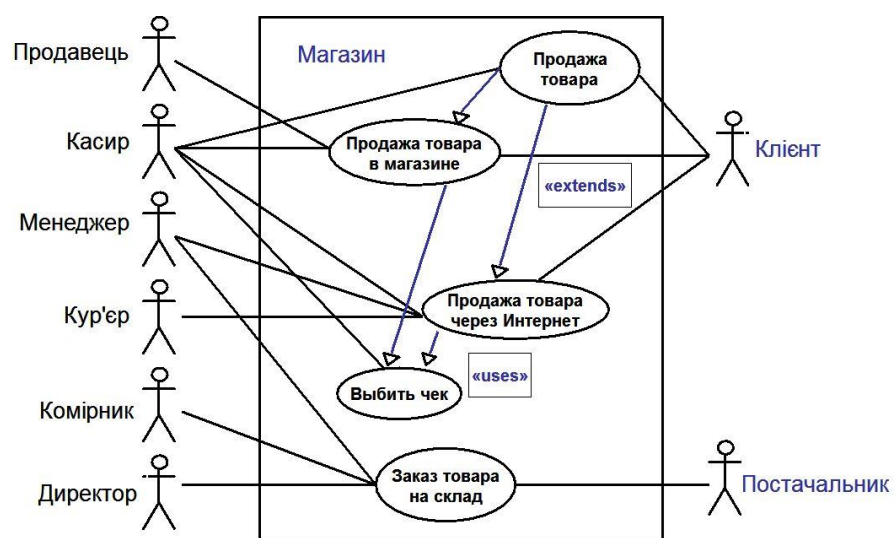 Продавець
Касир
Менеджер
Кур'єр
Комірник
Директор
Магазин
Продажа
товара
Продажа товара
в магазине
«extends»
Продажа товара
через Интернет
«uses»
Выбить чек
Заказ товара
на склад
Клієнт
Постачальник